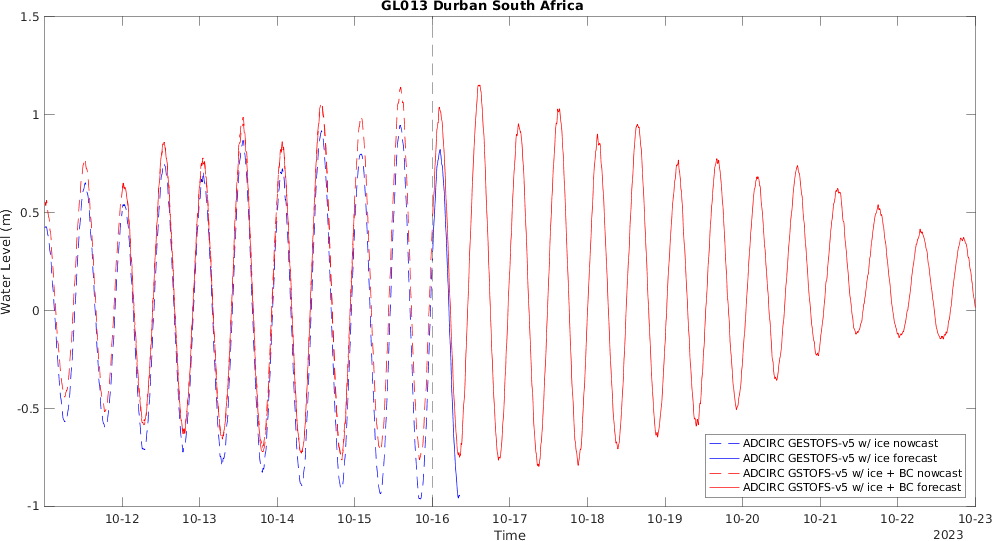 GL013 Durban South Africa
1.5
1
0.5
0
-0.5
-1
Water Level (m)
ADCIRC GESTOFS-v5 w/ ice nowcast
ADCIRC GESTOFS-v5 w/ ice forecast
ADCIRC GSTOFS-v5 w/ ice + BC nowcast
ADCIRC GSTOFS-v5 w/ ice + BC forecast
10-12 10-13 10-14 10-15 10-16 10-17 10-18 10-19 10-20 10-21 10-22 10-23
Time
2023